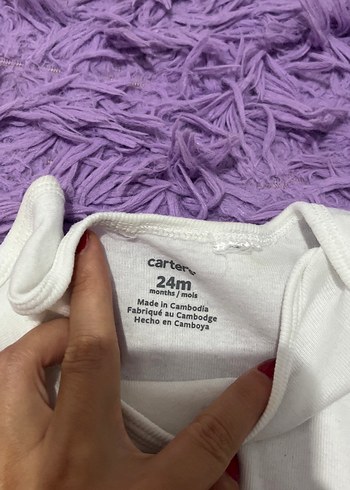 carter's
24m
months / mois
Made in Cambodia
Fabriqué au Cambodge
Hecho en Camboya